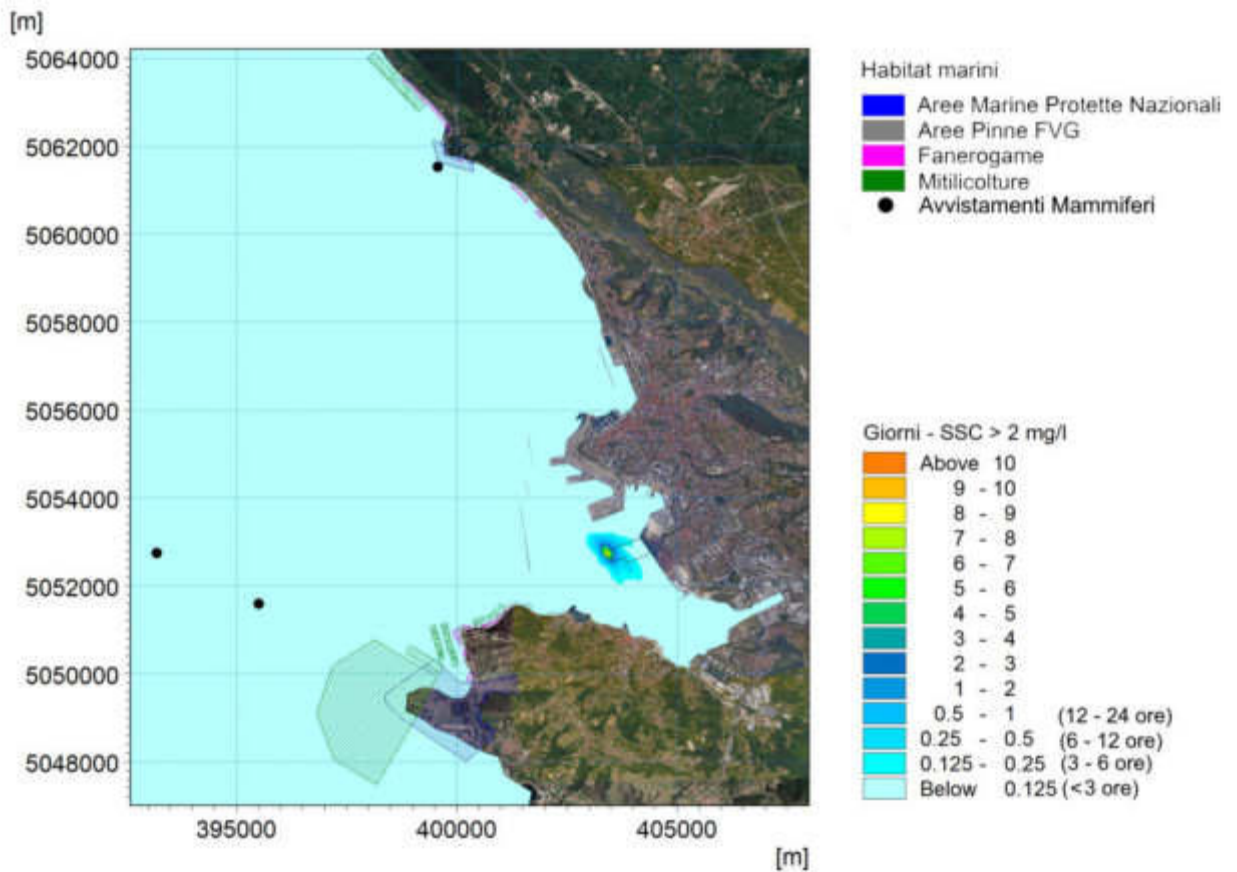 [m]
5064000
5062000
5060000
5058000
5056000
5054000
5052000
5050000
5048000
395000 400000 405000
[m]
Habitat marini
Aree Marine Protette Nazionali
Aree Pinne FVG
Fanerogame
Mitilicolture
Avvistamenti Mammiferi
Giorni - SSC > 2 mg/l
Above 10
9 - 10
8 - 9
7 - 8
6 - 7
5 - 6
4 - 5
3 - 4
2 - 3
1 - 2
0.5 - 1 (12 - 24 ore)
0.25 - 0.5 (6 - 12 ore)
0.125 - 0.25 (3 - 6 ore)
Below 0.125 (<3 ore)